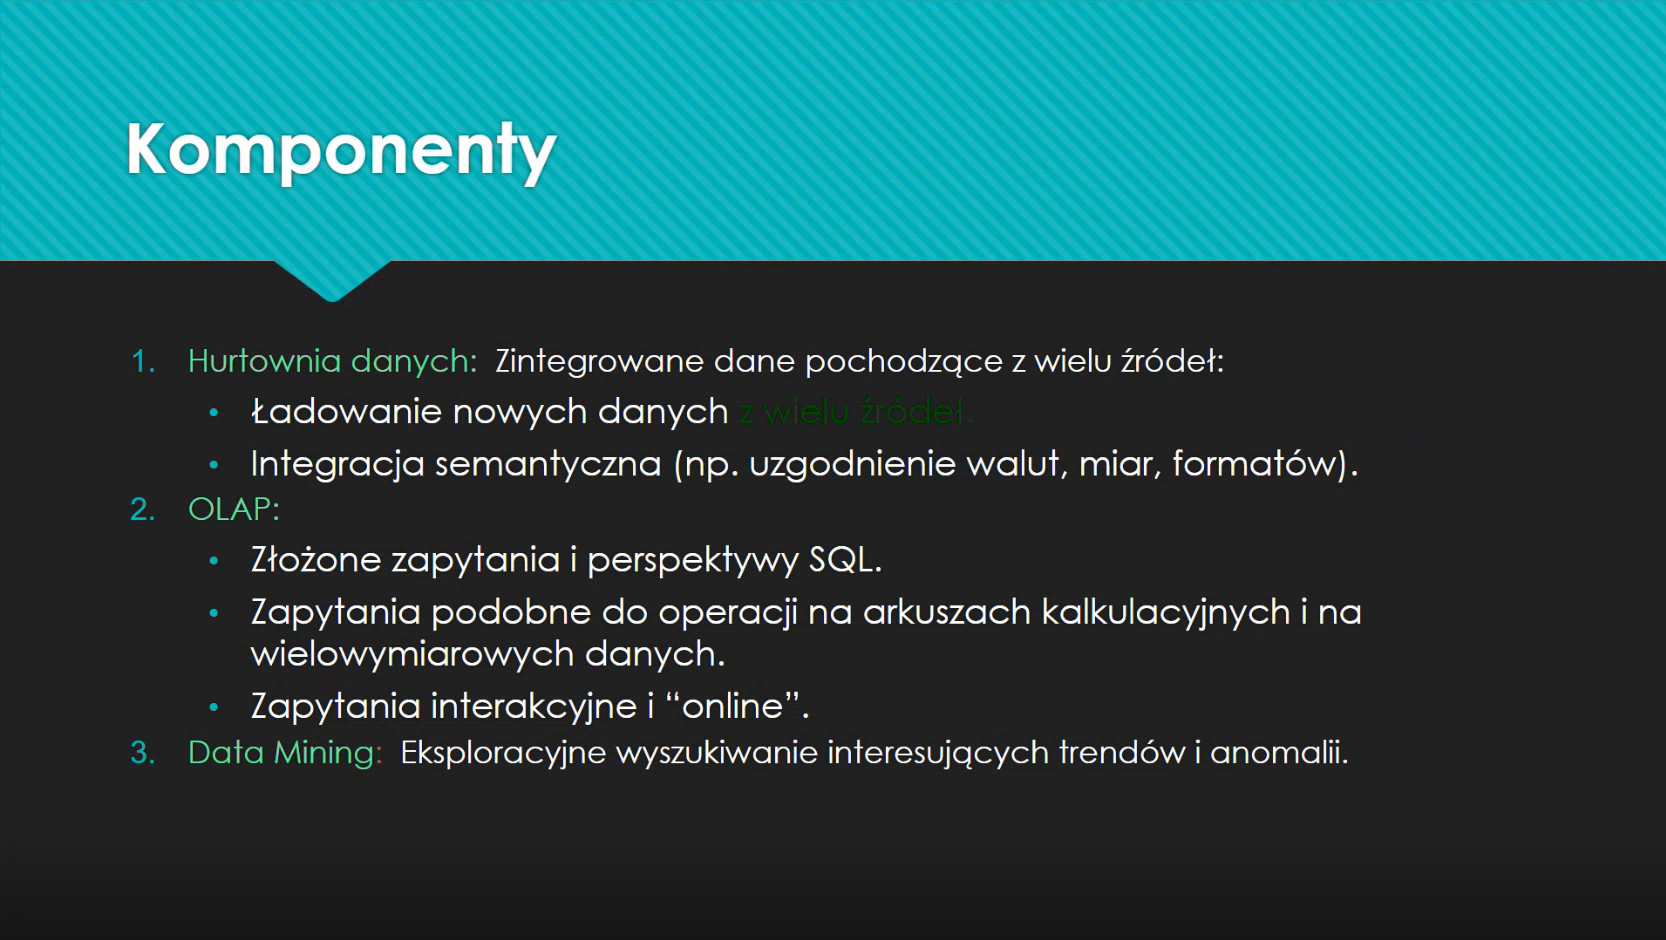 Komponenty
1. Hurtownia danych: Zintegrowane dane pochodzące z wielu źródeł:
• Ładowanie nowych danych z wielu źródeł.
• Integracja semantyczna (np. uzgodnienie walut, miar, formatów).
2. OLAP:
• Złożone zapytania i perspektywy SQL.
• Zapytania podobne do operacji na arkuszach kalkulacyjnych i na
wielowymiarowych danych.
• Zapytania interakcyjne i “online”.
3. Data Mining: Eksploracyjne wyszukiwanie interesujących trendów i anomalii.